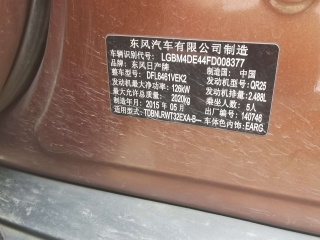 东风汽车有限公司制造
车辆识别代号: LGBM4DE44FD008377
品牌: 东风日产牌 制造国: 中国
整车型号: DFL6461VEK2 发动机型号: QR25
发动机最大净功率: 126kW 发动机排量: 2.488L
最大允许总质量: 2020kg 乘坐人数: 5人
制造年月: 2015 年 05 月 出厂编号: 140746
适用型式: TDBNLRWT32EXA-B--- 车体色内饰: EARG